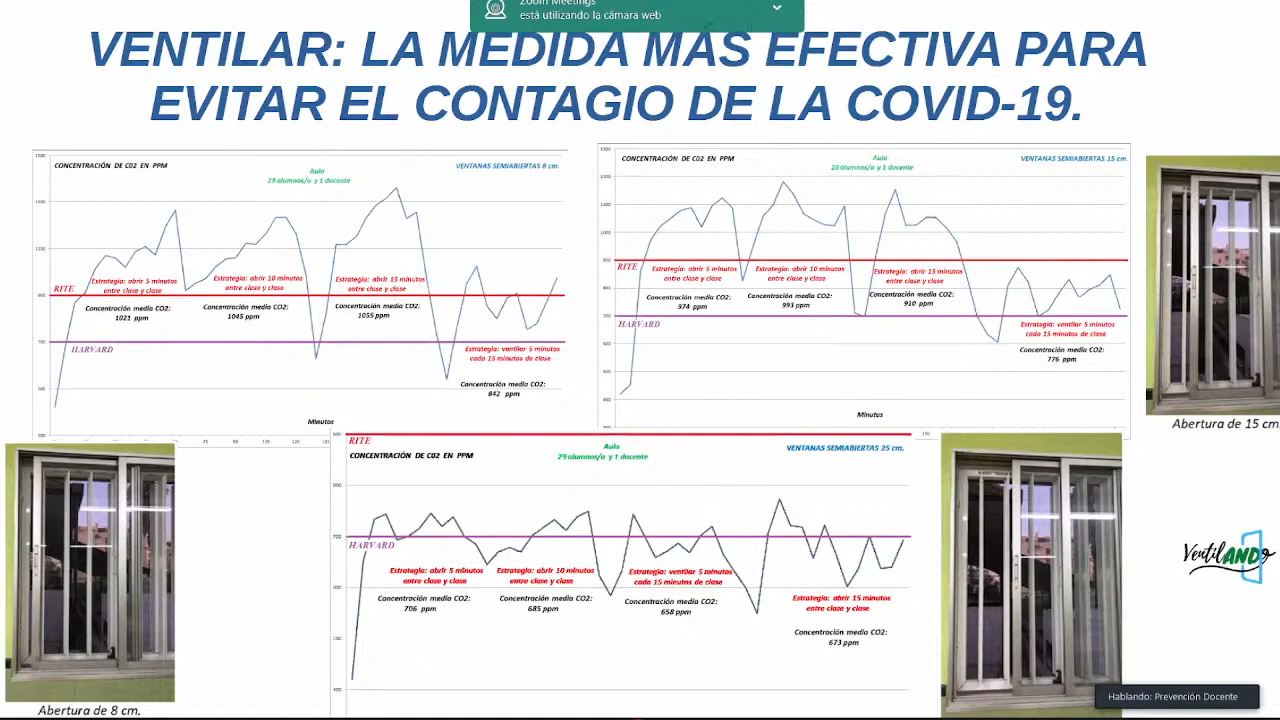 Zoom Meetings
está utilizando la cámara web
VENTILAR: LA MEDIDA MAS EFECTIVA PARA
EVITAR EL CONTAGIO DE LA COVID-19.
CONCENTRACIÓN DE C02 EN PPM
Aula
29 alumnos/a y 1 docente
VENTANAS SEMIABIERTAS 8 cm.
RITE
Estrategia: abrir 5 minutos
entre clase y clase
Concentración media CO2:
1021 ppm
Estrategia: abrir 10 minutos
entre clase y clase
Concentración media CO2:
1045 ppm
Estrategia: abrir 15 minutos
entre clase y clase
Concentración media CO2:
1055 ppm
HARVARD
Estrategia: ventilar 5 minutos
cada 15 minutos de clase
Concentración media CO2:
842 ppm
Minutos
CONCENTRACIÓN DE C02 EN PPM
Aula
28 alumnos/a y 1 docente
VENTANAS SEMIABIERTAS 15 cm.
RITE
Estrategia: abrir 5 minutos
entre clase y clase
Concentración media CO2:
974 ppm
Estrategia: abrir 10 minutos
entre clase y clase
Concentración media CO2:
993 ppm
Estrategia: abrir 15 minutos
entre clase y clase
Concentración media CO2:
910 ppm
HARVARD
Estrategia: ventilar 5 minutos
cada 15 minutos de clase
Concentración media CO2:
776 ppm
Minutos
Abertura de 15 cm
RITE
CONCENTRACIÓN DE C02 EN PPM
Aula
29 alumnos/a y 1 docente
VENTANAS SEMIABIERTAS 25 cm.
HARVARD
Estrategia: abrir 5 minutos
entre clase y clase
Concentración media CO2:
706 ppm
Estrategia: abrir 10 minutos
entre clase y clase
Concentración media CO2:
685 ppm
Estrategia: ventilar 5 minutos
cada 15 minutos de clase
Concentración media CO2:
658 ppm
Estrategia: abrir 15 minutos
entre clase y clase
Concentración media CO2:
673 ppm
Abertura de 8 cm.
VentilANDo
Hablando: Prevención Docente